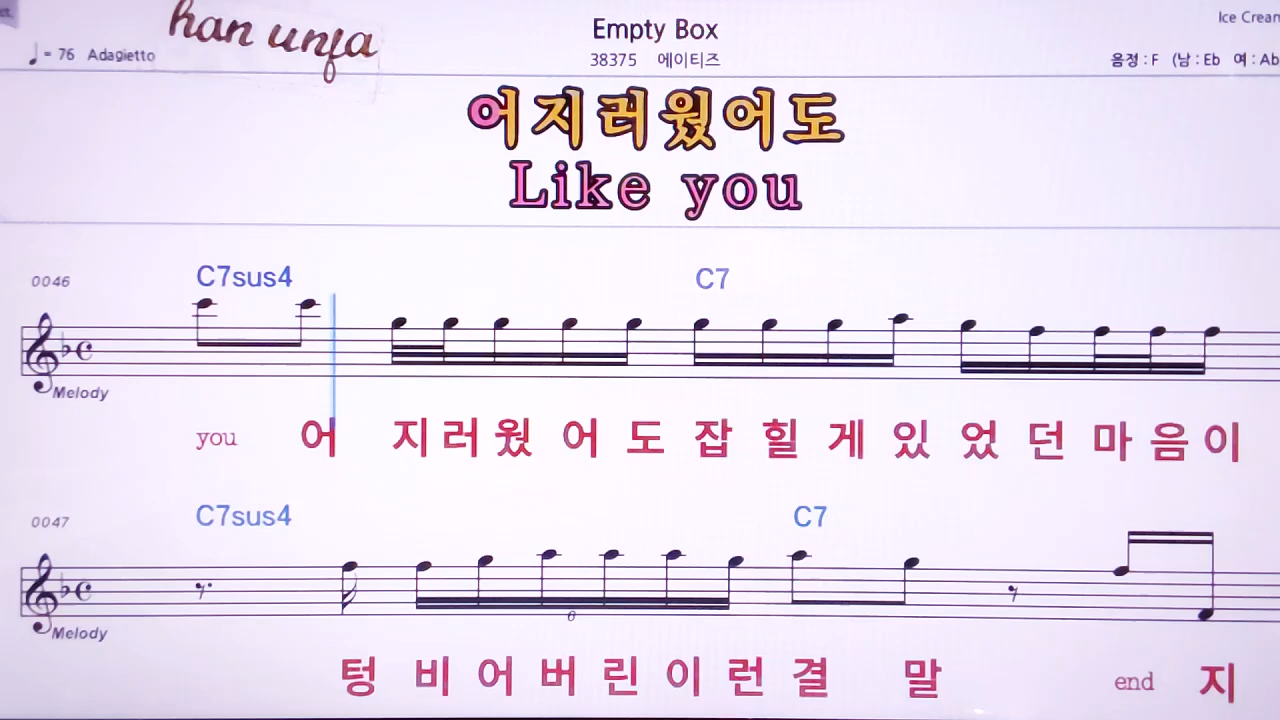 han unja
Empty Box
♩= 76 Adagietto
38375 에이티즈
음정 : F (남 : Eb 여 : Ab
어지러웠어도
Like you
0046
C7sus4 C7
Melody
you 어 지 러 웠 어 도 잡 힐 게 있 었 던 마 음 이
0047
C7sus4 C7
6
Melody
텅 비 어 버 린 이 런 결 말 end 지